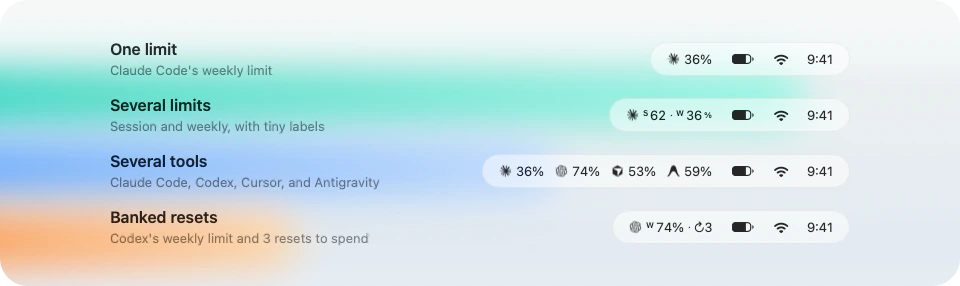 One limit
Claude Code's weekly limit
36% 9:41
Several limits
Session and weekly, with tiny labels
S 62 · W 36 % 9:41
Several tools
Claude Code, Codex, Cursor, and Antigravity
36% 74% 53% 59% 9:41
Banked resets
Codex's weekly limit and 3 resets to spend
W 74% · 3 9:41